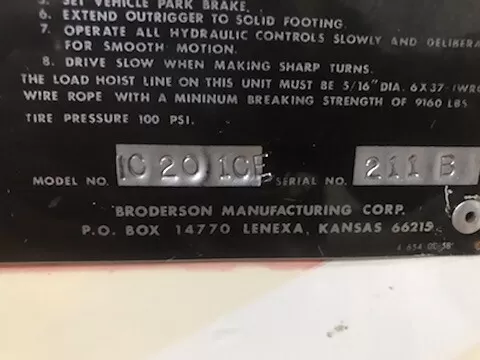 5. SET VEHICLE PARK BRAKE.
6. EXTEND OUTRIGGER TO SOLID FOOTING.
7. OPERATE ALL HYDRAULIC CONTROLS SLOWLY AND DELIBERA
FOR SMOOTH MOTION.
8. DRIVE SLOW WHEN MAKING SHARP TURNS.
THE LOAD HOIST LINE ON THIS UNIT MUST BE 5/16" DIA. 6X37 (WRC
WIRE ROPE WITH A MININUM BREAKING STRENGTH OF 9160 LBS
TIRE PRESSURE 100 PSI.
MODEL NO. IC 20 1CE SERIAL NO. 211 B
BRODERSON MANUFACTURING CORP.
P.O. BOX 14770 LENEXA, KANSAS 66215